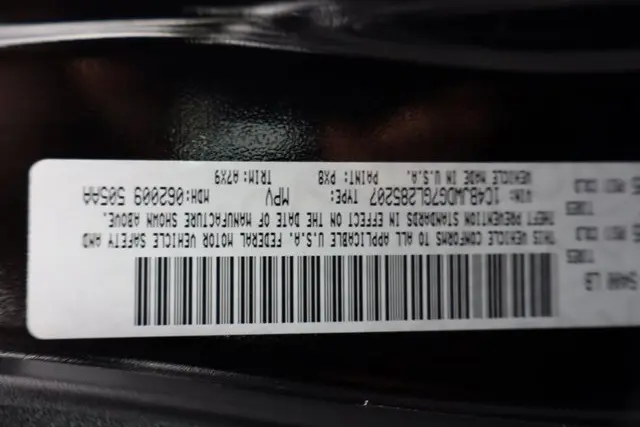 THIS VEHICLE CONFORMS TO ALL APPLICABLE U.S.A. FEDERAL MOTOR VEHICLE SAFETY AND
THEFT PREVENTION STANDARDS IN EFFECT ON THE DATE OF MANUFACTURE SHOWN ABOVE.
VIN: 1C4BJWDG7GL285207 TYPE: MPV MDH:062009 505AA
VEHICLE MADE IN U.S.A. PAINT: PX8 TRIM: A7X9